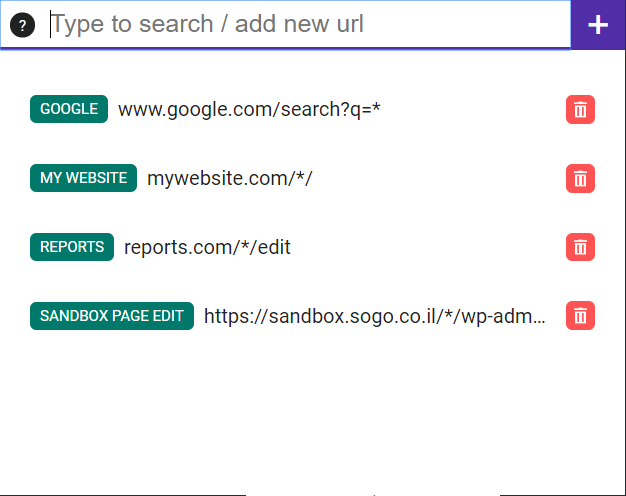 ? Type to search / add new url +
GOOGLE www.google.com/search?q=*
MY WEBSITE mywebsite.com/*/
REPORTS reports.com/*/edit
SANDBOX PAGE EDIT https://sandbox.sogo.co.il/*/wp-adm...